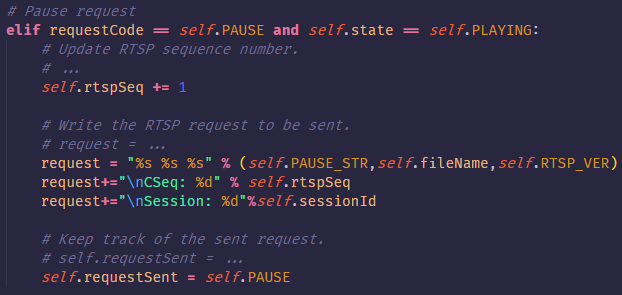 # Pause request
elif requestCode == self.PAUSE and self.state == self.PLAYING:
# Update RTSP sequence number.
# ...
self.rtspSeq += 1
# Write the RTSP request to be sent.
# request = ...
request = "%s %s %s" % (self.PAUSE_STR,self.fileName,self.RTSP_VER)
request+="\nCSeq: %d" % self.rtspSeq
request+="\nSession: %d"%self.sessionId
# Keep track of the sent request.
# self.requestSent = ...
self.requestSent = self.PAUSE